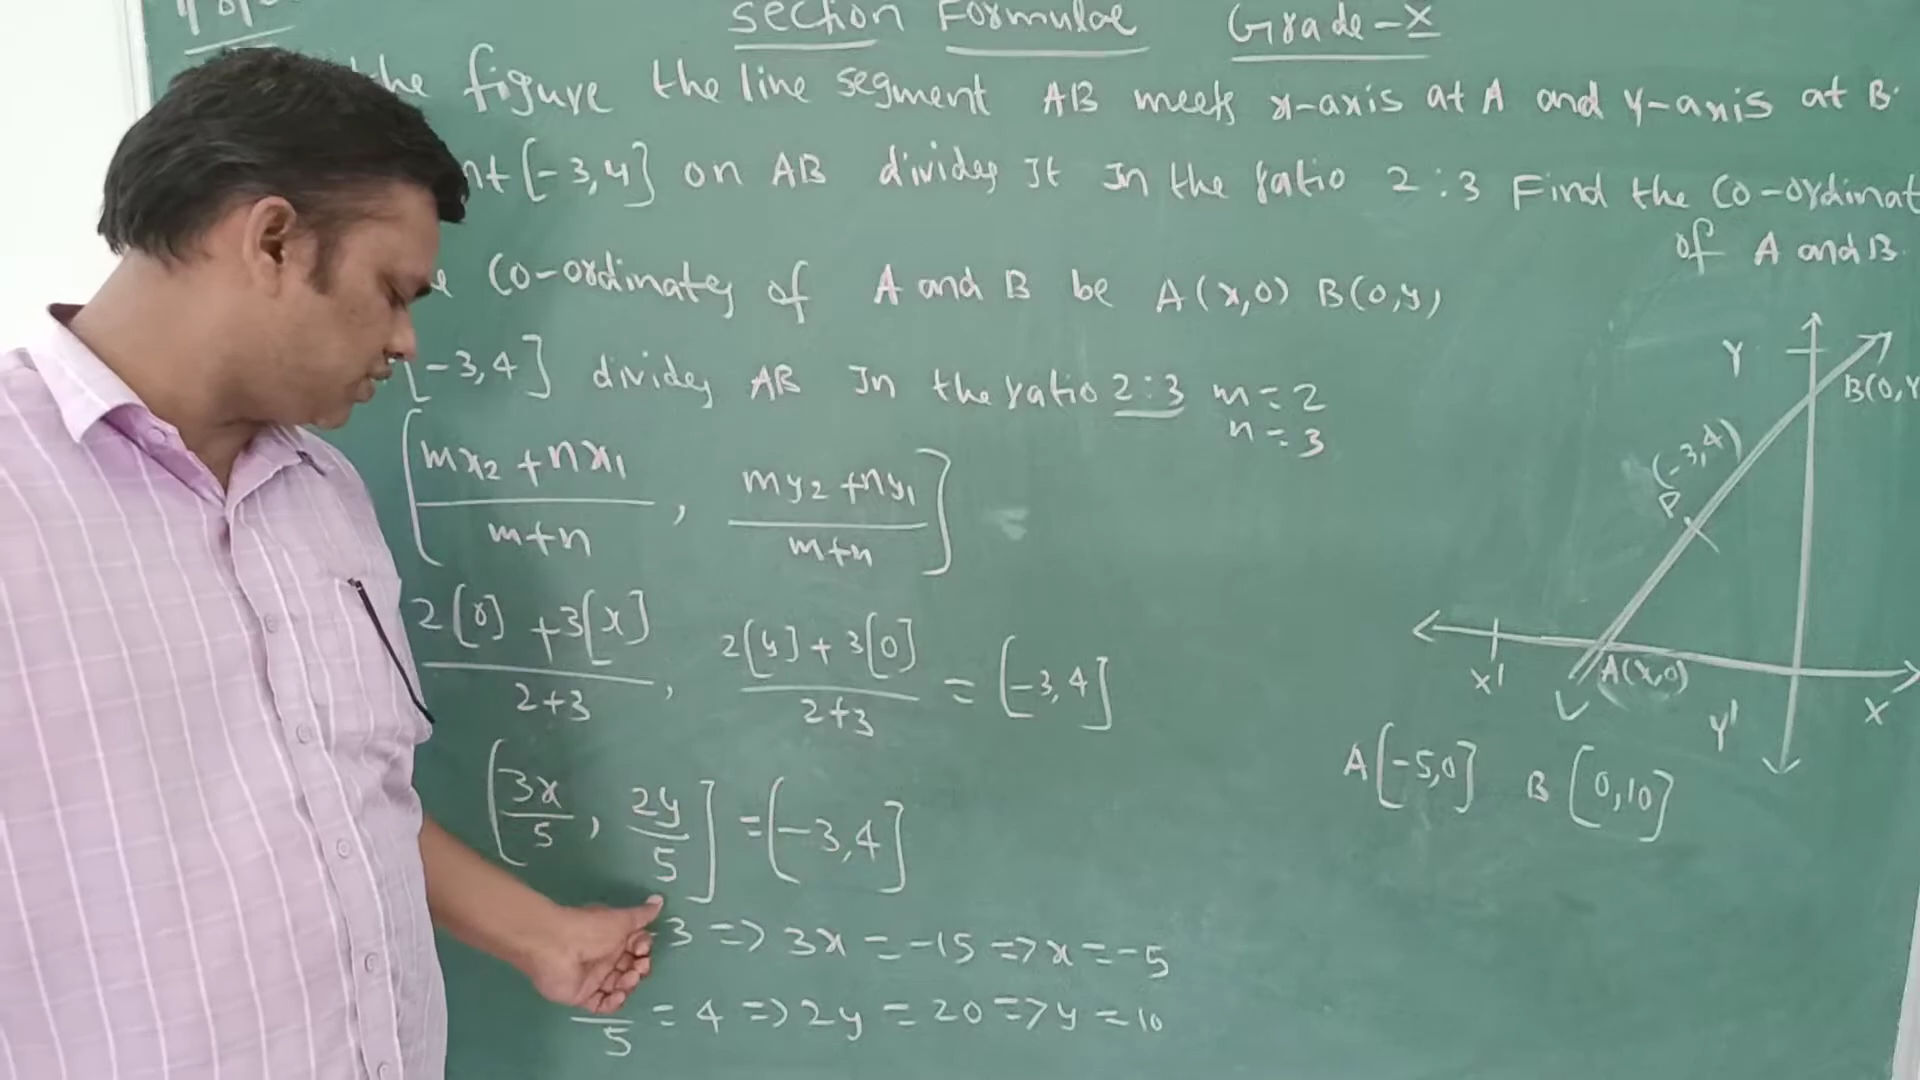 Section Formulae Grade-X
the figure the line segment AB meets x-axis at A and y-axis at B.
[-3,4] on AB divides It In the ratio 2:3 Find the Co-ordinat
of A and B.
Co-ordinates of A and B be A(x,0) B(0,y)
[-3,4] divides AB In the ratio 2:3 m=2
n=3
[mx2+nx1/m+n, my2+ny1/m+n]
2[0]+3[x]/2+3, 2[y]+3[0]/2+3 = [-3,4]
[3x/5, 2y/5] = [-3,4]
-3 => 3x = -15 => x = -5
5 = 4 => 2y = 20 => y = 10
Y
B(0,Y
(-3,4)
P
X'
A(x,0)
Y'
X
A[-5,0] B[0,10]